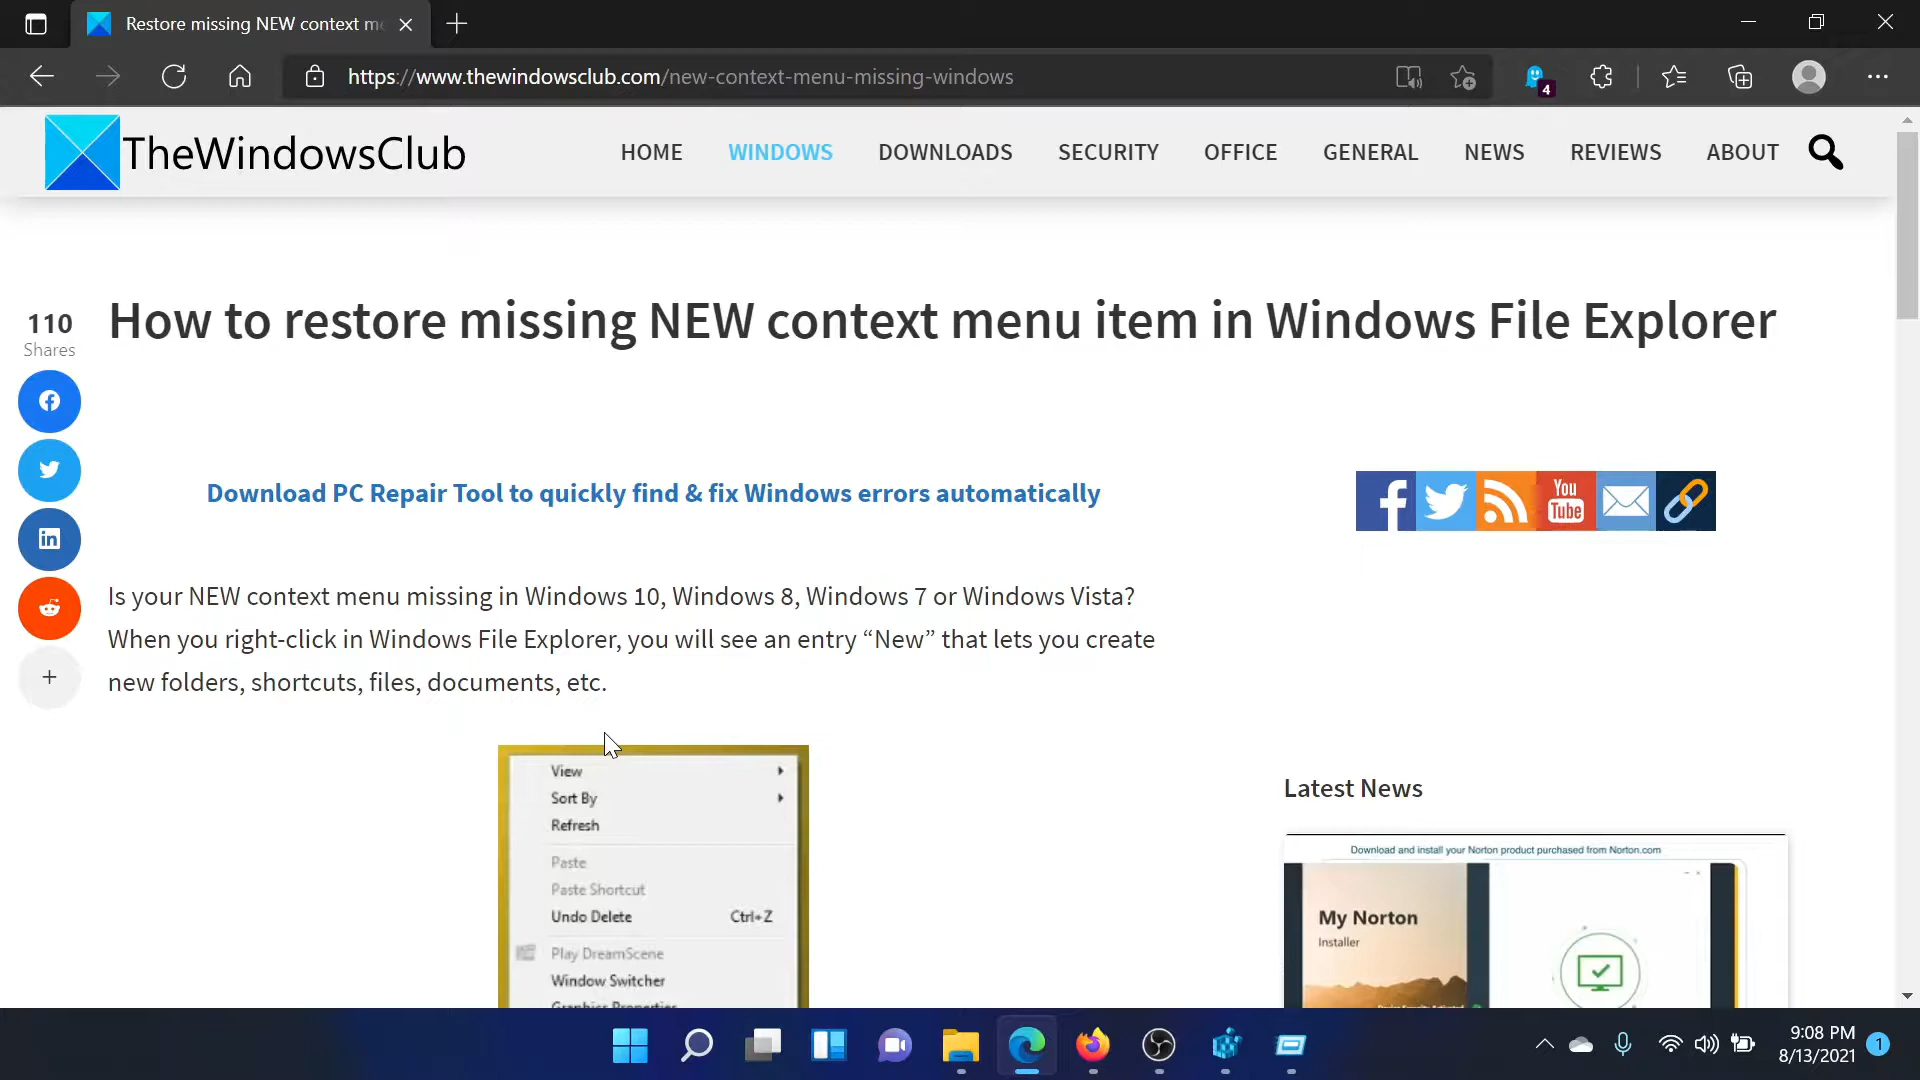 Restore missing NEW context me
https://www.thewindowsclub.com/new-context-menu-missing-windows
4
TheWindowsClub
HOME
WINDOWS
DOWNLOADS
SECURITY
OFFICE
GENERAL
NEWS
REVIEWS
ABOUT
110
Shares
How to restore missing NEW context menu item in Windows File Explorer
Download PC Repair Tool to quickly find & fix Windows errors automatically
You
Tube
Is your NEW context menu missing in Windows 10, Windows 8, Windows 7 or Windows Vista?
When you right-click in Windows File Explorer, you will see an entry “New” that lets you create
new folders, shortcuts, files, documents, etc.
View
Sort By
Refresh
Paste
Paste Shortcut
Undo Delete Ctrl+Z
Play DreamScene
Window Switcher
Graphics Properties
Latest News
Download and install your Norton product purchased from Norton.com
My Norton
Installer
9:08 PM
8/13/2021
1